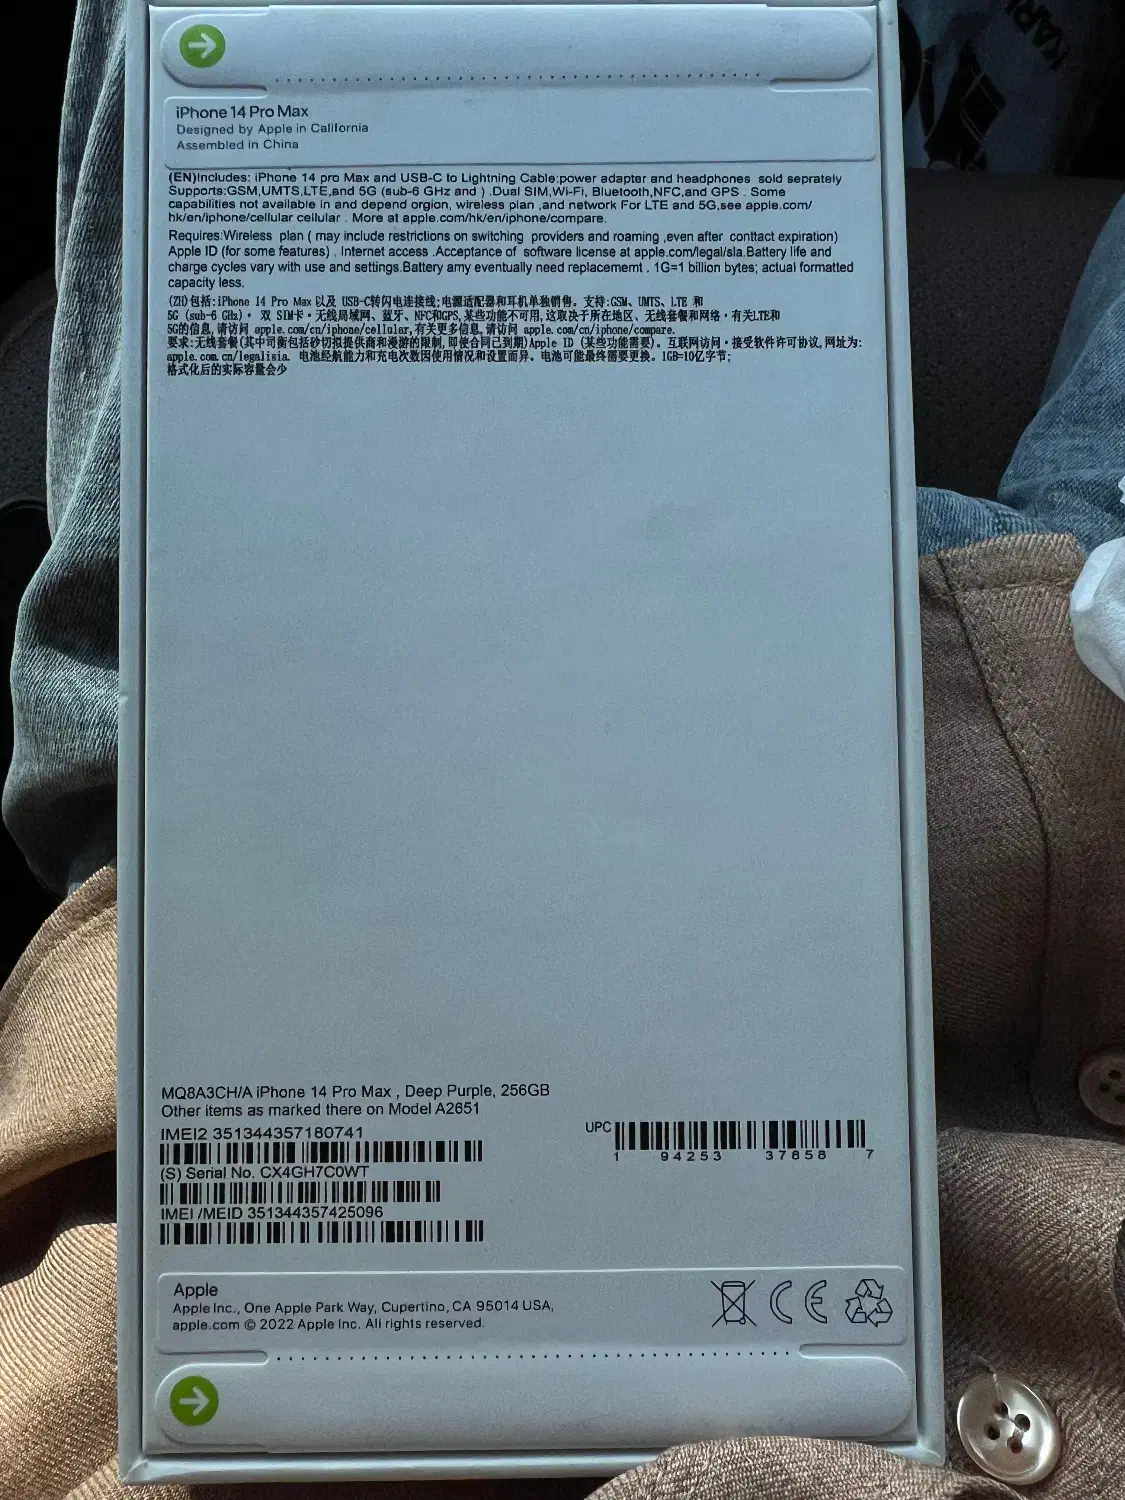 iPhone 14 Pro Max
Designed by Apple in California
Assembled in China
(EN)Includes: iPhone 14 pro Max and USB-C to Lightning Cable:power adapter and headphones sold seprately
Supports:GSM,UMTS,LTE,and 5G (sub-6 GHz and ) .Dual SIM,Wi-Fi, Bluetooth,NFC,and GPS . Some
capabilities not available in and depend orgion, wireless plan ,and network For LTE and 5G,see apple.com/
hk/en/iphone/cellular cellular . More at apple.com/hk/en/iphone/compare.
Requires:Wireless plan ( may include restrictions on switching providers and roaming ,even after conttact expiration)
Apple ID (for some features) . Internet access .Acceptance of software license at apple.com/legal/sla.Battery life and
charge cycles vary with use and settings.Battery amy eventually need replacememt . 1G=1 billion bytes; actual formatted
capacity less.
(ZH)包括:iPhone 14 Pro Max 以及 USB-C转闪电连接线;电源适配器和耳机单独销售。支持:GSM、UMTS、LTE 和
5G (sub-6 GHz)· 双 SIM卡·无线局域网、蓝牙、NFC和GPS,某些功能不可用,这取决于所在地区、无线套餐和网络·有关LTE和
5G的信息,请访问 apple.com/cn/iphone/cellular,有关更多信息,请访问 apple.com/cn/iphone/compare.
要求:无线套餐(其中司衡包括砂切拟提供商和漫游的限制,即使合同己到期)Apple ID (某些功能需要)。互联网访问·接受软件许可协议,网址为:
apple.com.cn/legalisia. 电池经航能力和充电次数因使用情况和设置而异。电池可能最终需要更换。1GB=10亿字节;
格式化后的实际容量会少
MQ8A3CH/A iPhone 14 Pro Max , Deep Purple, 256GB
Other items as marked there on Model A2651
IMEI2 351344357180741
UPC
1 94253 37858 7
(S) Serial No. CX4GH7C0WT
IMEI /MEID 351344357425096
Apple
Apple Inc., One Apple Park Way, Cupertino, CA 95014 USA,
apple.com © 2022 Apple Inc. All rights reserved.
CE